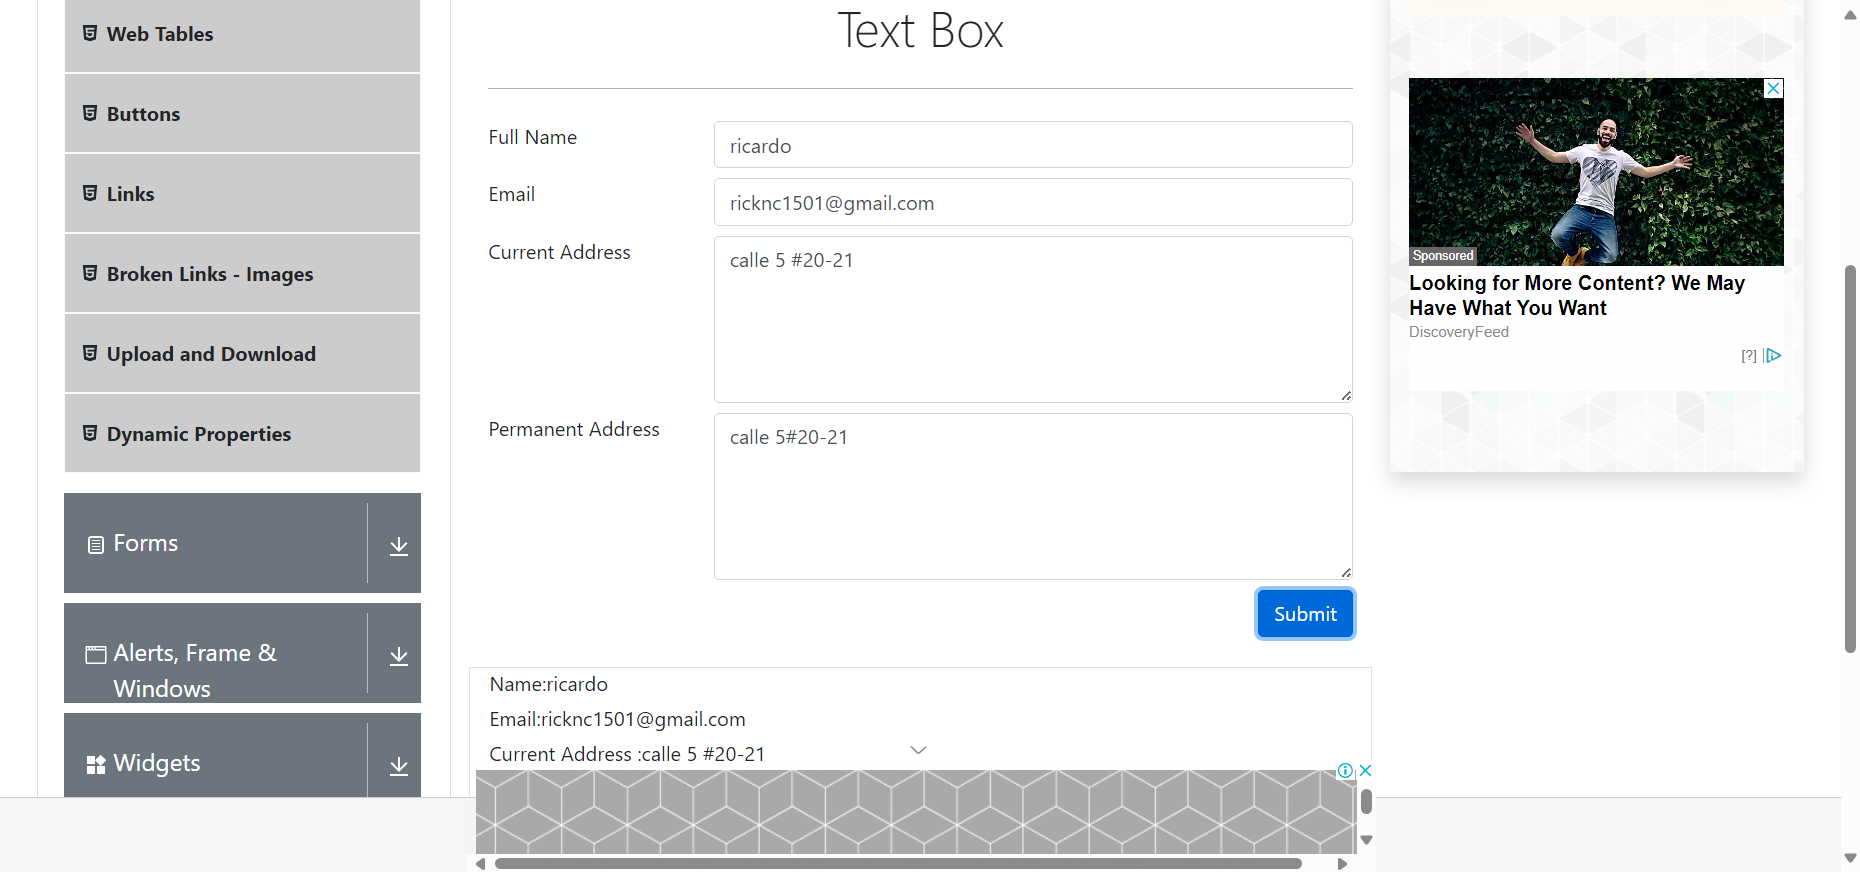 Web Tables
Buttons
Links
Broken Links - Images
Upload and Download
Dynamic Properties
Forms
Alerts, Frame &
Windows
Widgets
Text Box
Full Name
ricardo
Email
ricknc1501@gmail.com
Current Address
calle 5 #20-21
Permanent Address
calle 5#20-21
Submit
Name:ricardo
Email:ricknc1501@gmail.com
Current Address :calle 5 #20-21
Sponsored
Looking for More Content? We May
Have What You Want
DiscoveryFeed
[?]